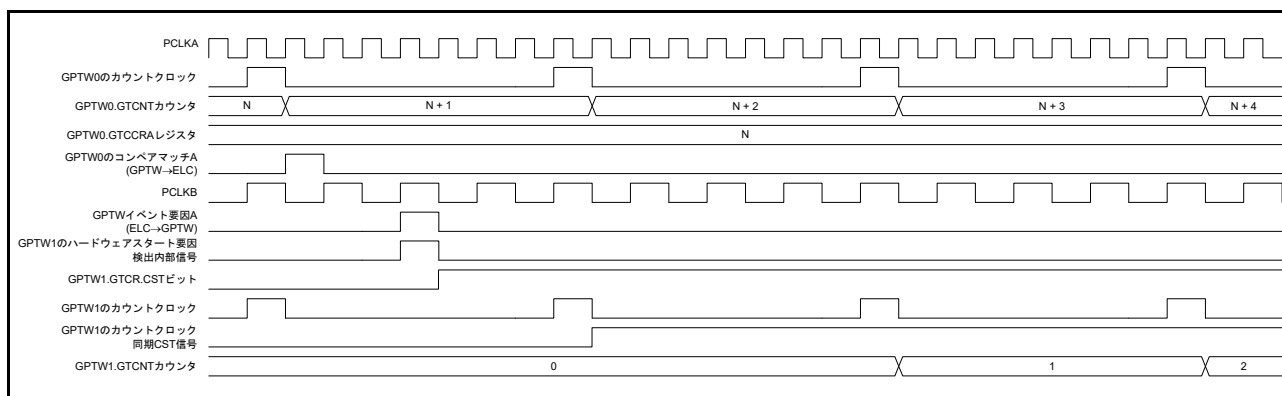 PCLKA
GPTW0のカウントクロック
GPTW0.GTCNTカウンタ
N
N + 1
N + 2
N + 3
N + 4
GPTW0.GTCCRAレジスタ
N
GPTW0のコンペアマッチA
(GPTW→ELC)
PCLKB
GPTWイベント要因A
(ELC→GPTW)
GPTW1のハードウェアスタート要因
検出内部信号
GPTW1.GTCR.CSTビット
GPTW1のカウントクロック
GPTW1のカウントクロック
同期CST信号
GPTW1.GTCNTカウンタ
0
1
2